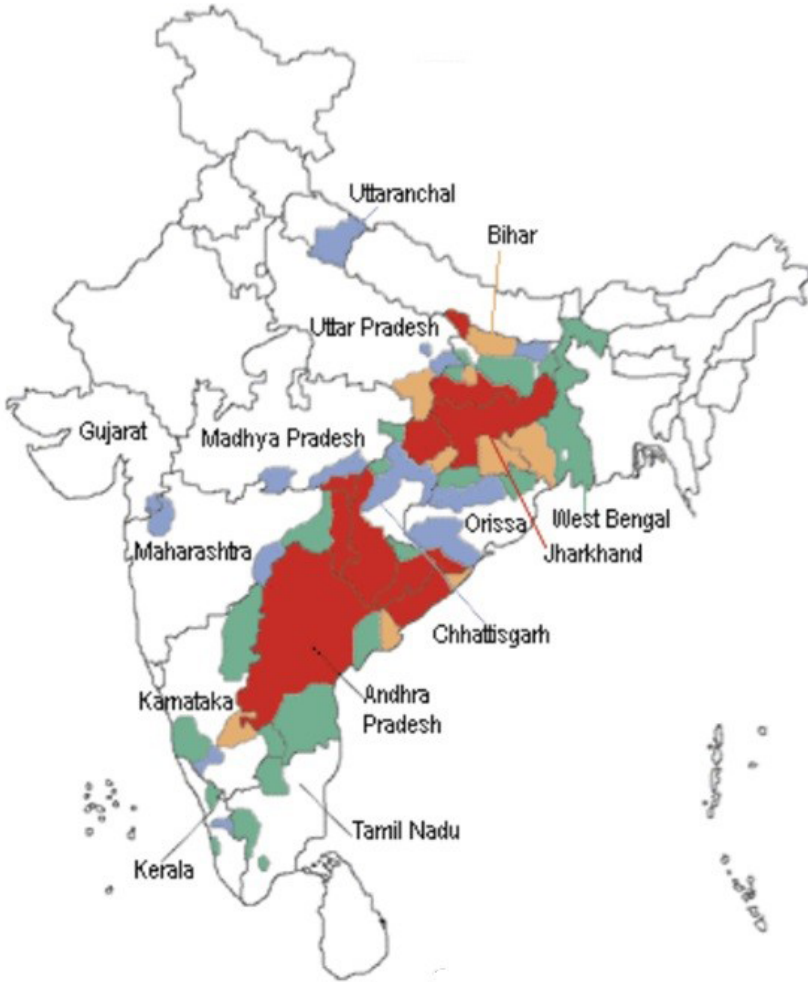 Uttaranchal
Bihar
Uttar Pradesh
Gujarat
Madhya Pradesh
Orissa
West Bengal
Maharashtra
Jharkhand
Chhattisgarh
Karnataka
Andhra
Pradesh
Tamil Nadu
Kerala